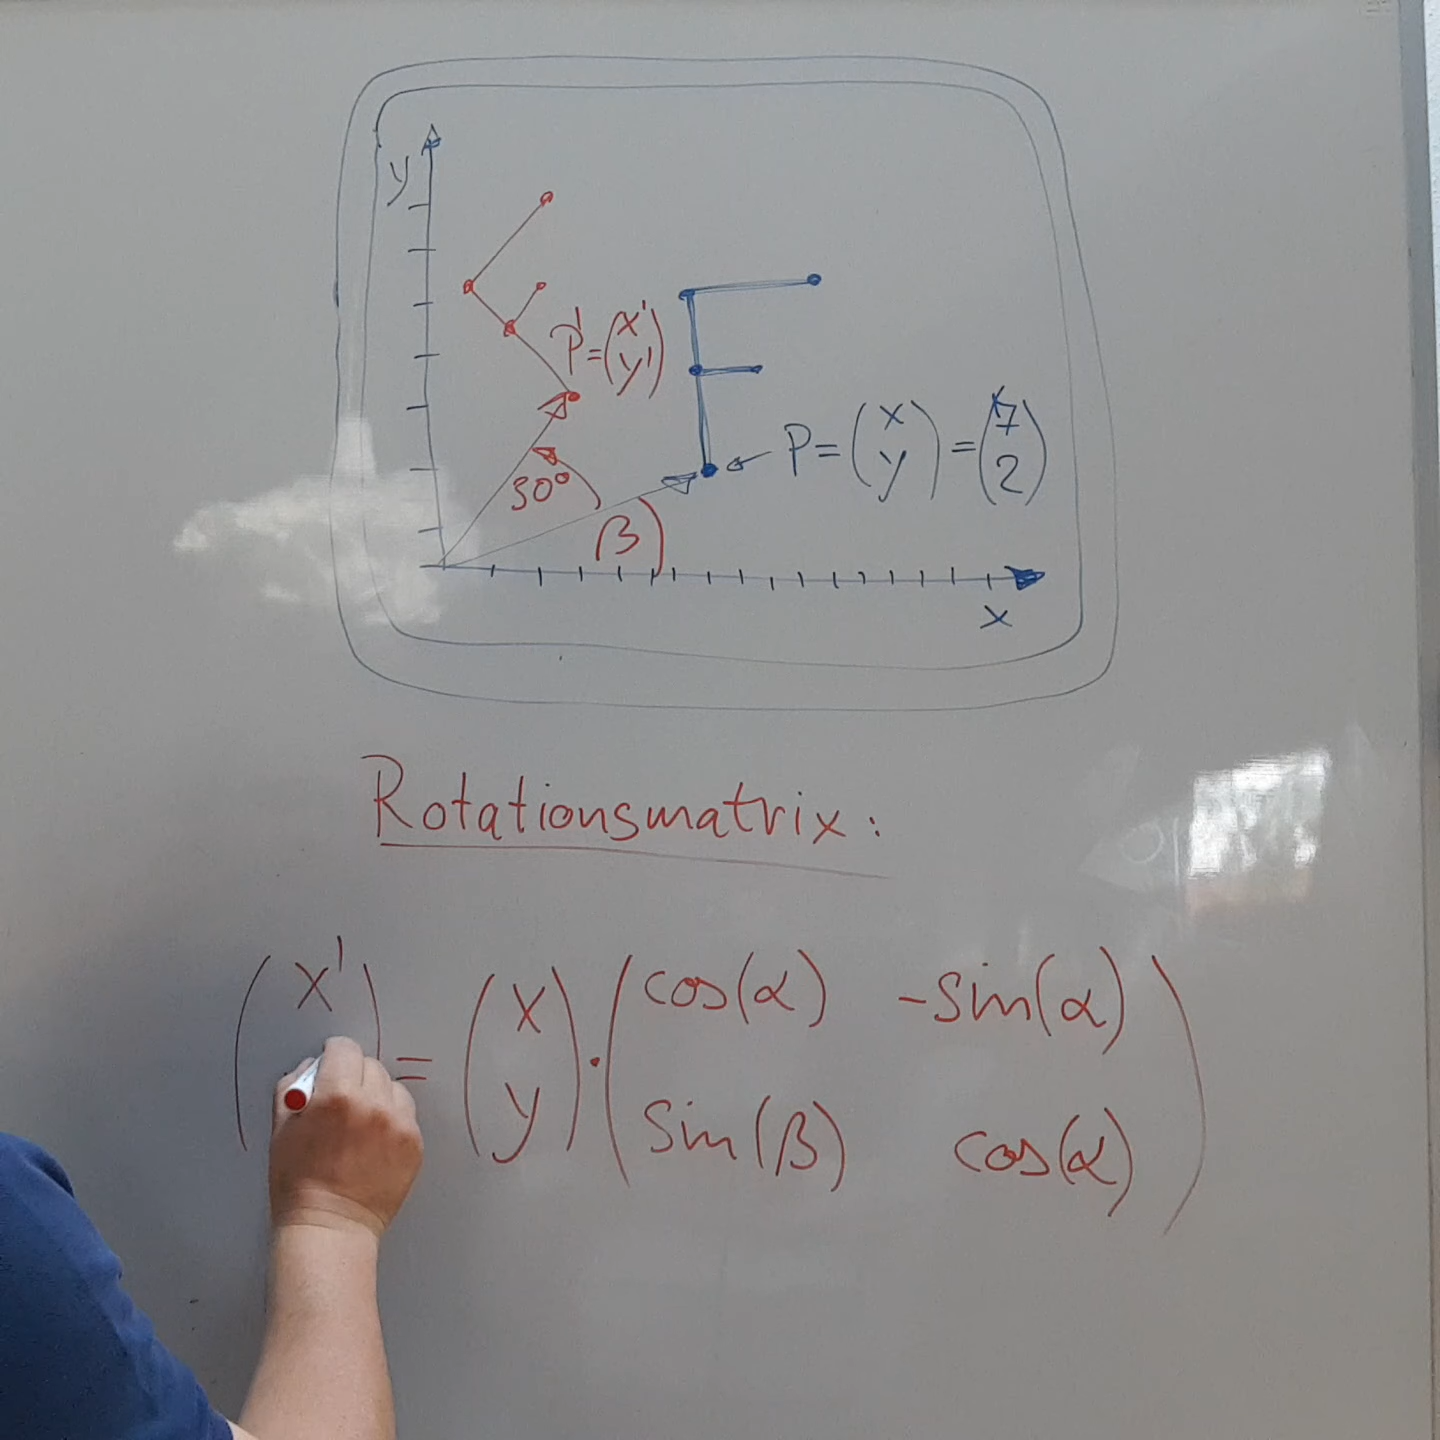 y
P' = (x' y')
P = (x y) = (7 2)
30°
β
x
Rotationsmatrix:
(x' ) = (x y) · (cos(α) -sin(α)
sin(β) cos(α))